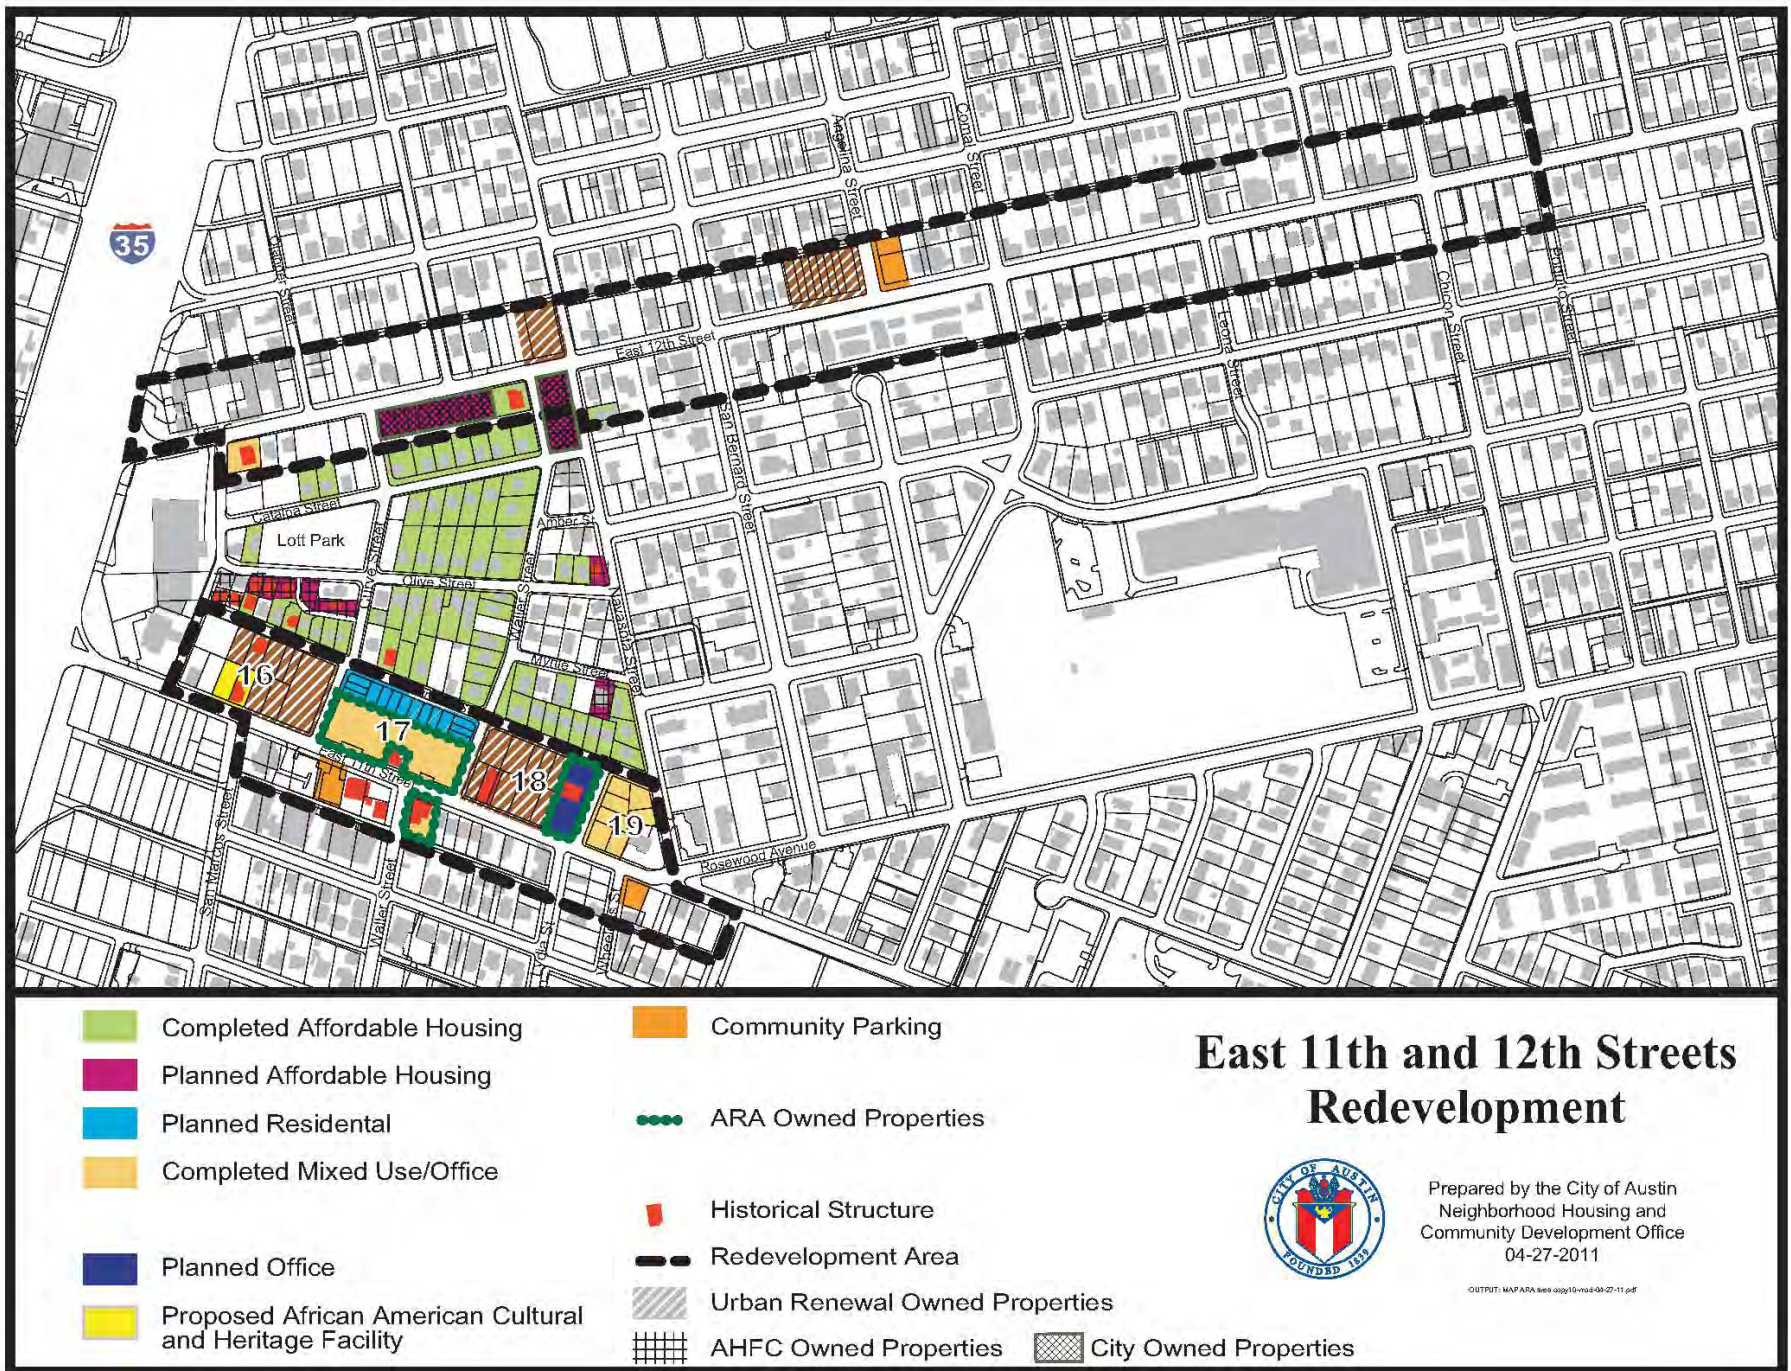 35
Angelina Street
Comal Street
Leona Street
Chicon Street
East 12th Street
San Bernard Street
Catalpa Street
Lott Park
Curve Street
Amber St
Olive Street
Waller Street
Navasota Street
Myrtle Street
16
17
18
19
East 11th Street
Rosewood Avenue
San Marcos Street
Waller Street
Completed Affordable Housing
Planned Affordable Housing
Planned Residental
Completed Mixed Use/Office
Planned Office
Proposed African American Cultural
and Heritage Facility
Community Parking
ARA Owned Properties
Historical Structure
Redevelopment Area
Urban Renewal Owned Properties
AHFC Owned Properties
City Owned Properties
East 11th and 12th Streets
Redevelopment
CITY OF AUSTIN
FOUNDED 1839
Prepared by the City of Austin
Neighborhood Housing and
Community Development Office
04-27-2011